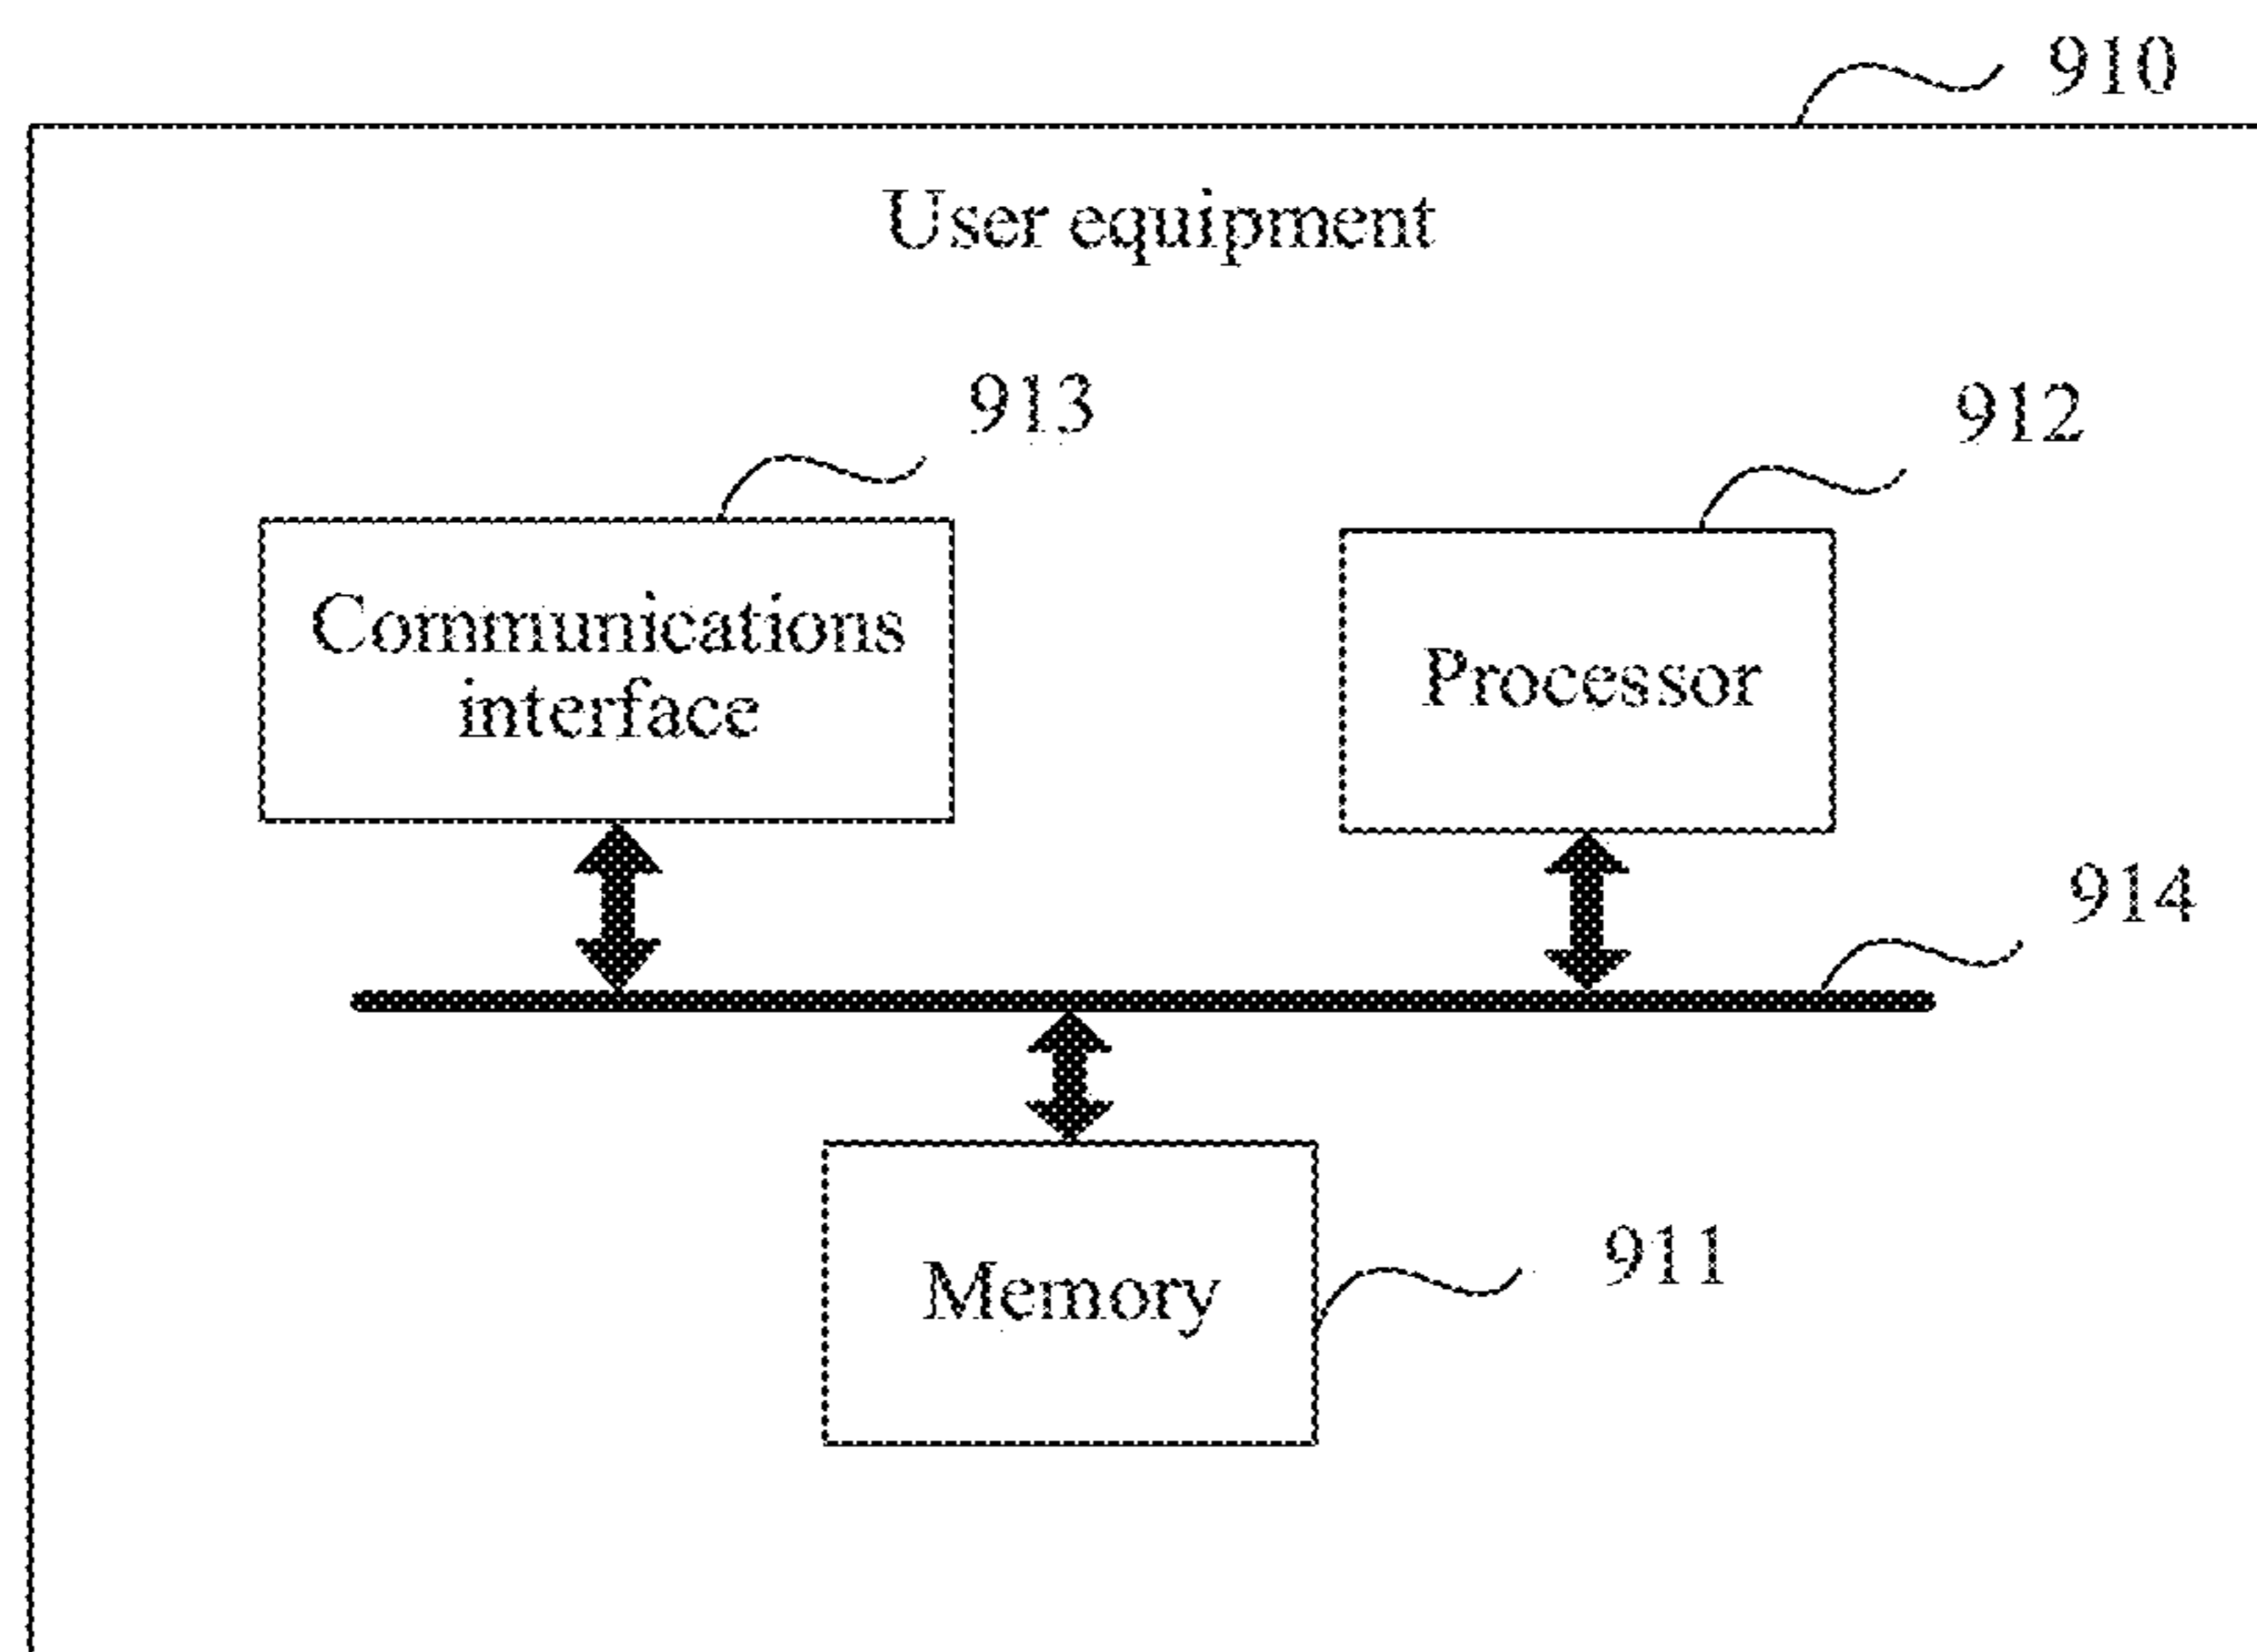 910
User equipment
913
912
Communications
interface
Processor
914
Memory
911